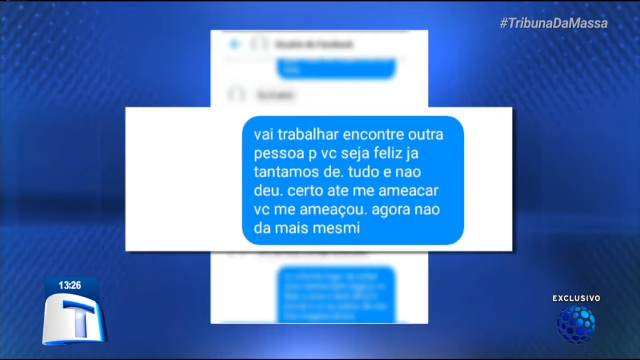 #TribunaDaMassa
vai trabalhar encontre outra
pessoa p vc seja feliz ja
tantamos de. tudo e nao
deu. certo ate me ameacar
vc me ameaçou. agora nao
da mais mesmi
13:26
T
EXCLUSIVO